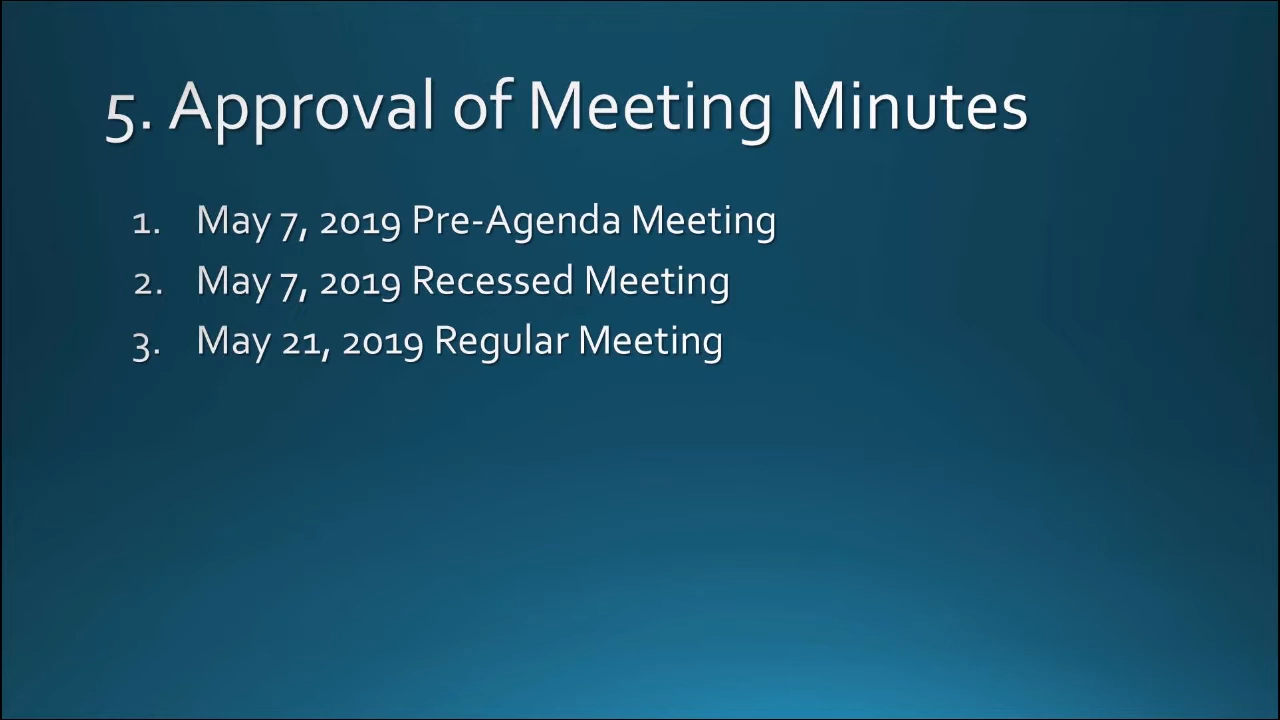 5. Approval of Meeting Minutes
1. May 7, 2019 Pre-Agenda Meeting
2. May 7, 2019 Recessed Meeting
3. May 21, 2019 Regular Meeting